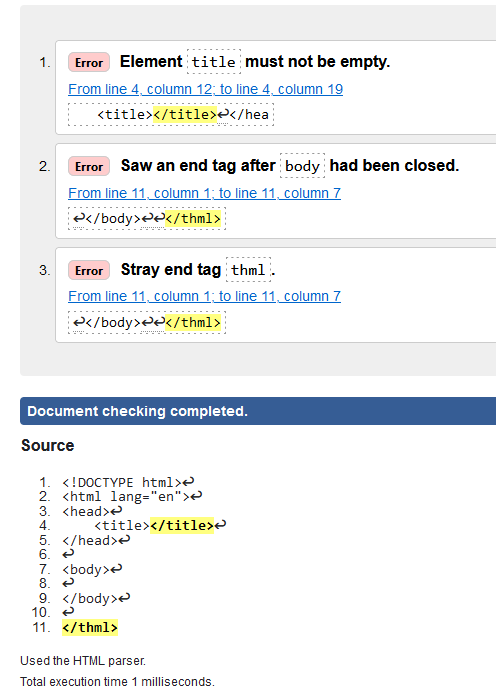 1. Error Element title must not be empty.
From line 4, column 12; to line 4, column 19
<title></title>↩</hea
2. Error Saw an end tag after body had been closed.
From line 11, column 1; to line 11, column 7
↩</body>↩↩</thml>
3. Error Stray end tag thml.
From line 11, column 1; to line 11, column 7
↩</body>↩↩</thml>
Document checking completed.
Source
1. <!DOCTYPE html>↩
2. <html lang="en">↩
3. <head>↩
4.     <title></title>↩
5. </head>↩
6. ↩
7. <body>↩
8. ↩
9. </body>↩
10. ↩
11. </thml>
Used the HTML parser.
Total execution time 1 milliseconds.